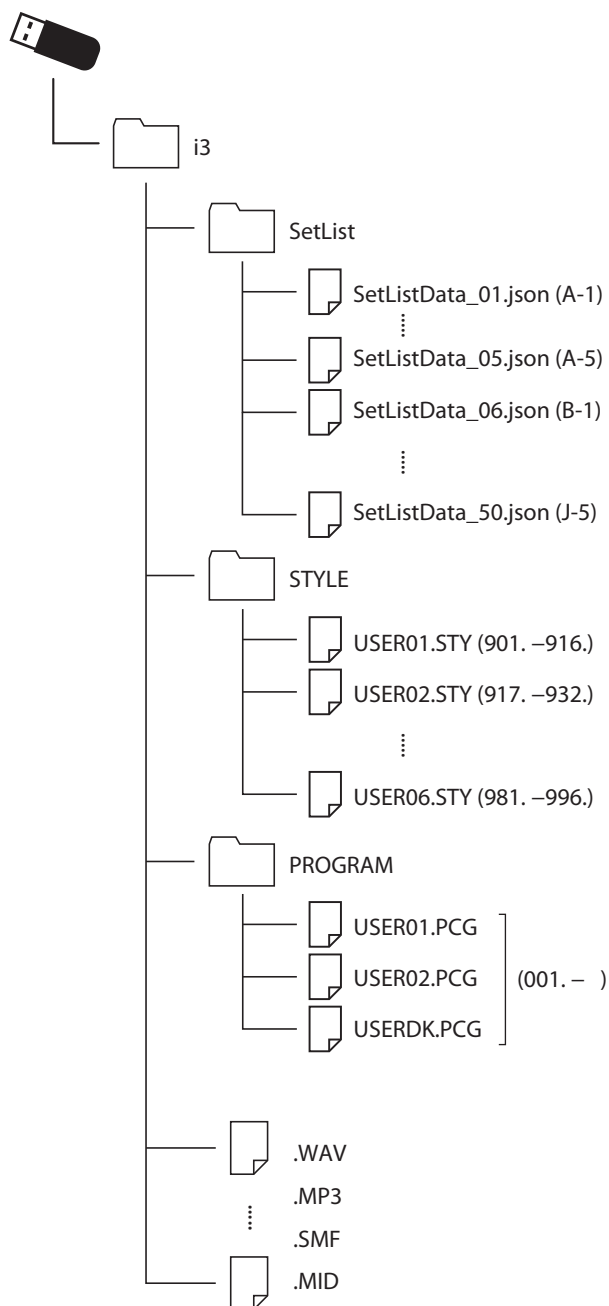 i3
SetList
SetListData_01.json (A-1)
SetListData_05.json (A-5)
SetListData_06.json (B-1)
SetListData_50.json (J-5)
STYLE
USER01.STY (901. –916.)
USER02.STY (917. –932.)
USER06.STY (981. –996.)
PROGRAM
USER01.PCG
USER02.PCG
(001. – )
USERDK.PCG
.WAV
.MP3
.SMF
.MID